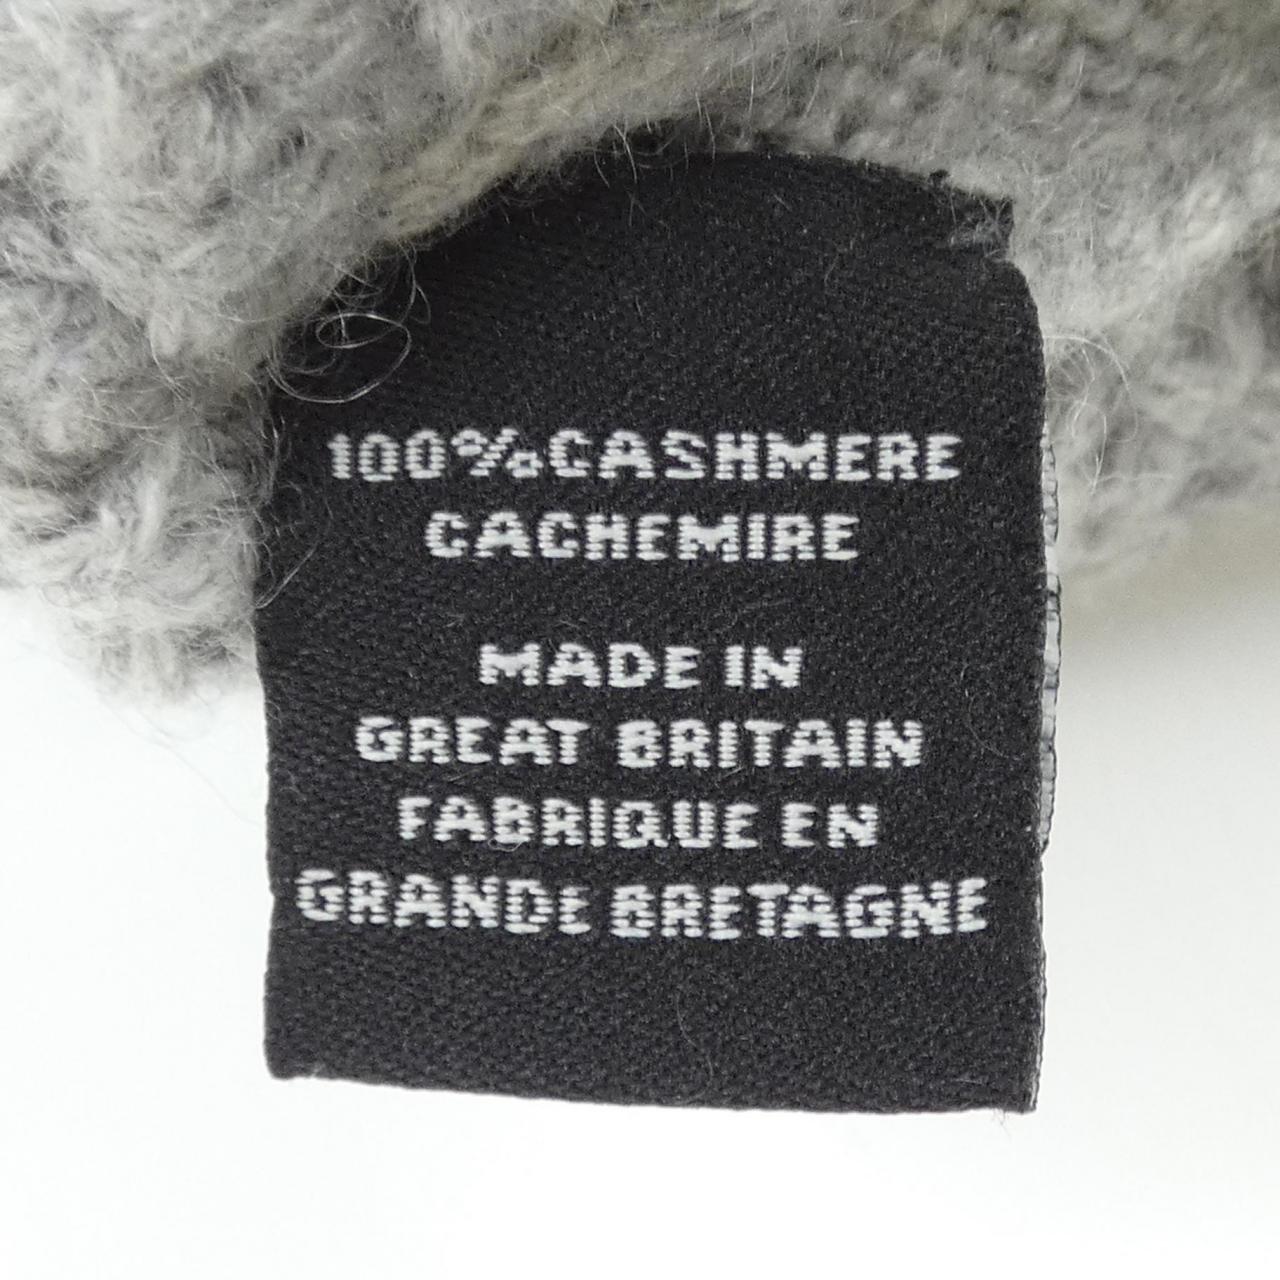 100%CASHMERE
CACHEMIRE
MADE IN
GREAT BRITAIN
FABRIQUE EN
GRANDE BRETAGNE